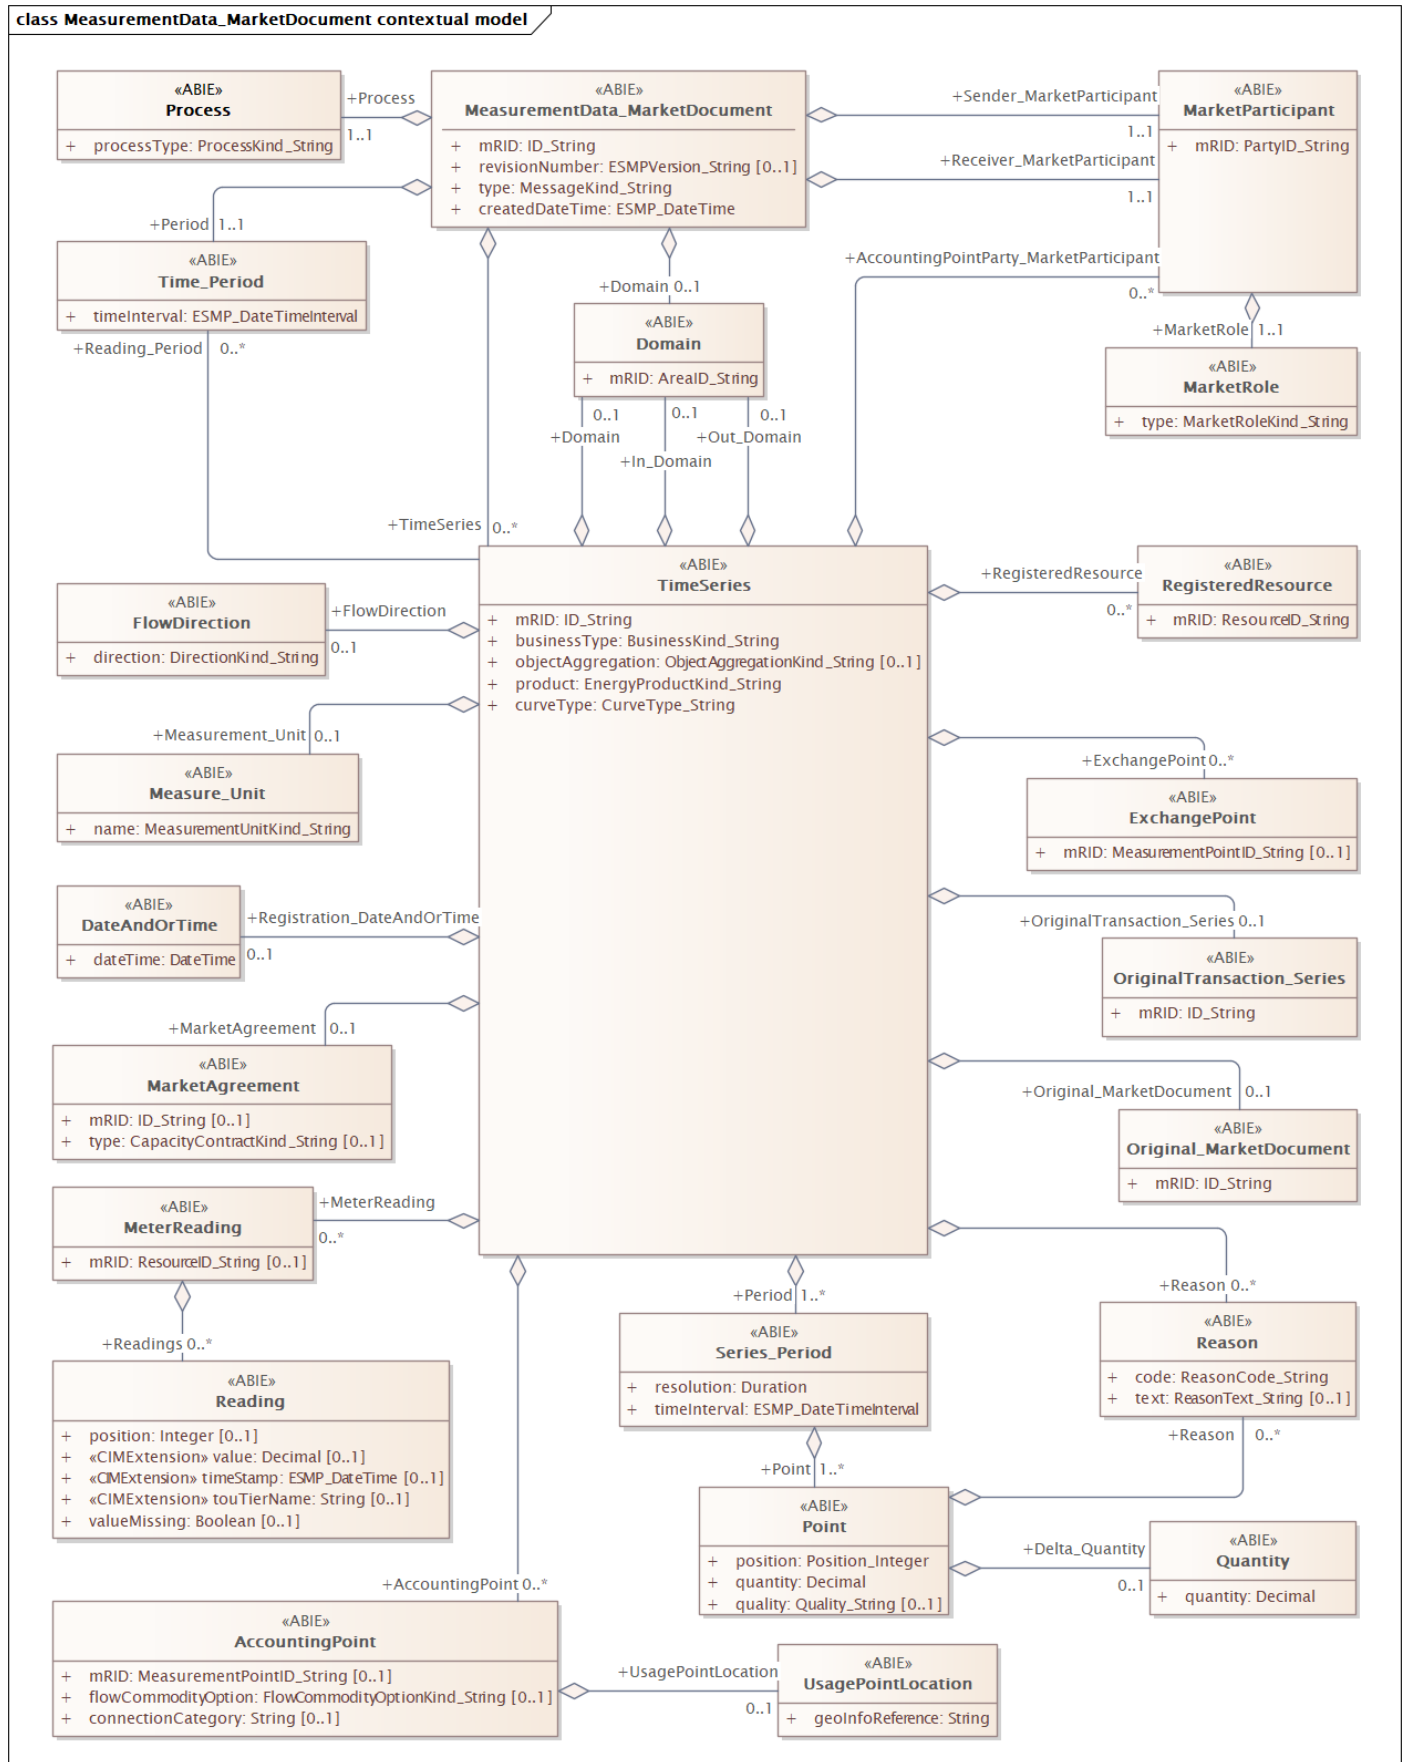 class MeasurementData_MarketDocument contextual model
«ABIE»
Process
+ processType: ProcessKind_String
+Process
1..1
«ABIE»
MeasurementData_MarketDocument
+ mRID: ID_String
+ revisionNumber: ESMPVersion_String [0..1]
+ type: MessageKind_String
+ createdDateTime: ESMP_DateTime
+Sender_MarketParticipant
1..1
+Receiver_MarketParticipant
1..1
«ABIE»
MarketParticipant
+ mRID: PartyID_String
+Period 1..1
«ABIE»
Time_Period
+ timeInterval: ESMP_DateTimeInterval
+Reading_Period 0..*
+Domain 0..1
«ABIE»
Domain
+ mRID: AreaID_String
0..1 0..1 0..1
+Domain
+Out_Domain
+In_Domain
+AccountingPointParty_MarketParticipant
0..*
+MarketRole 1..1
«ABIE»
MarketRole
+ type: MarketRoleKind_String
+TimeSeries 0..*
«ABIE»
TimeSeries
+ mRID: ID_String
+ businessType: BusinessKind_String
+ objectAggregation: ObjectAggregationKind_String [0..1]
+ product: EnergyProductKind_String
+ curveType: CurveType_String
«ABIE»
FlowDirection
+ direction: DirectionKind_String
+FlowDirection
0..1
+RegisteredResource
0..*
«ABIE»
RegisteredResource
+ mRID: ResourceID_String
+Measurement_Unit 0..1
«ABIE»
Measure_Unit
+ name: MeasurementUnitKind_String
+ExchangePoint 0..*
«ABIE»
ExchangePoint
+ mRID: MeasurementPointID_String [0..1]
«ABIE»
DateAndOrTime
+ dateTime: DateTime
+Registration_DateAndOrTime
0..1
+OriginalTransaction_Series 0..1
«ABIE»
OriginalTransaction_Series
+ mRID: ID_String
+MarketAgreement 0..1
«ABIE»
MarketAgreement
+ mRID: ID_String [0..1]
+ type: CapacityContractKind_String [0..1]
+Original_MarketDocument 0..1
«ABIE»
Original_MarketDocument
+ mRID: ID_String
«ABIE»
MeterReading
+ mRID: ResourceID_String [0..1]
+MeterReading
0..*
+Readings 0..*
«ABIE»
Reading
+ position: Integer [0..1]
+ «CIMExtension» value: Decimal [0..1]
+ «CIMExtension» timeStamp: ESMP_DateTime [0..1]
+ «CIMExtension» touTierName: String [0..1]
+ valueMissing: Boolean [0..1]
+Period 1..*
«ABIE»
Series_Period
+ resolution: Duration
+ timeInterval: ESMP_DateTimeInterval
+Reason 0..*
«ABIE»
Reason
+ code: ReasonCode_String
+ text: ReasonText_String [0..1]
+Reason 0..*
+Point 1..*
«ABIE»
Point
+ position: Position_Integer
+ quantity: Decimal
+ quality: Quality_String [0..1]
+Delta_Quantity
0..1
«ABIE»
Quantity
+ quantity: Decimal
+AccountingPoint 0..*
«ABIE»
AccountingPoint
+ mRID: MeasurementPointID_String [0..1]
+ flowCommodityOption: FlowCommodityOptionKind_String [0..1]
+ connectionCategory: String [0..1]
+UsagePointLocation
0..1
«ABIE»
UsagePointLocation
+ geoInfoReference: String